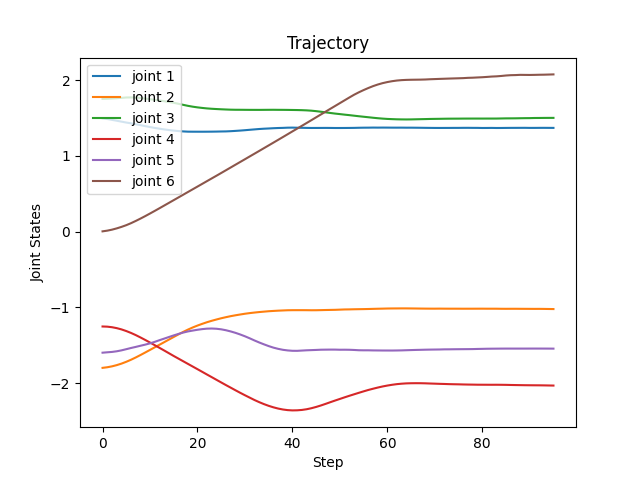 Trajectory
joint 1
joint 2
joint 3
joint 4
joint 5
joint 6
2
1
0
−1
−2
Joint States
0 20 40 60 80
Step